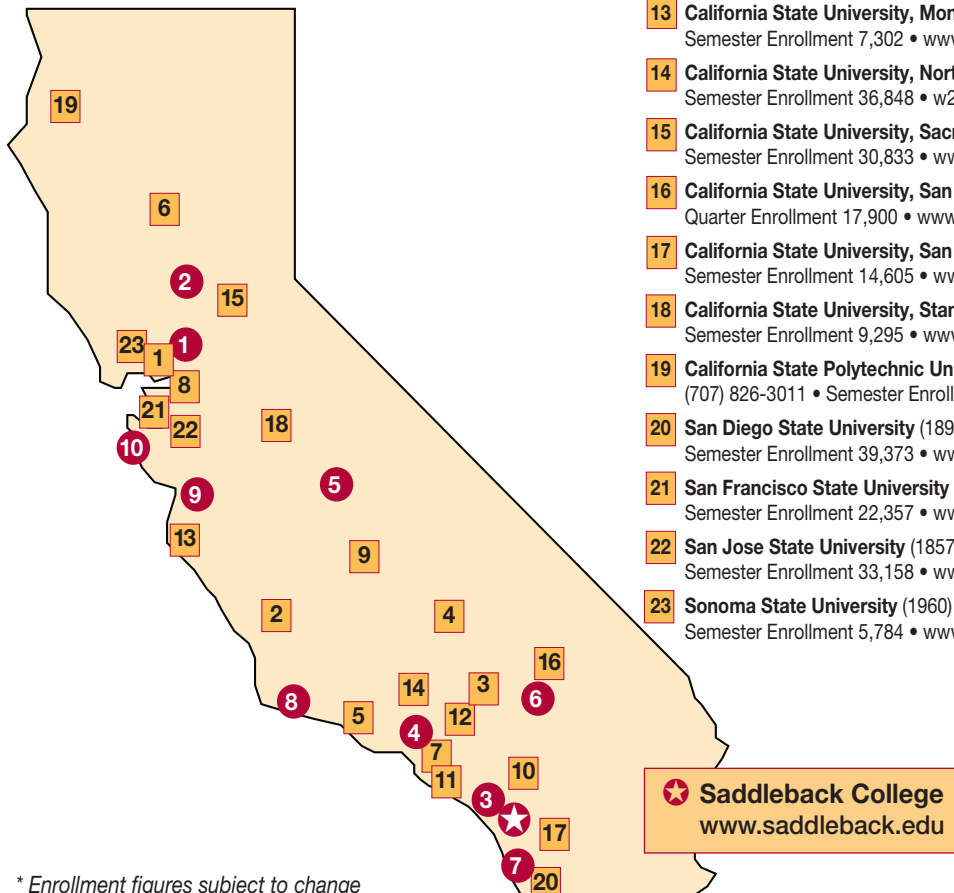 19
6
2
15
23
1
1
8
21
22
18
10
5
9
13
9
2
4
16
3
6
14
8
5
12
4
7
10
11
3
17
7
20
* Enrollment figures subject to change
13 California State University, Mon
Semester Enrollment 7,302 • www
14 California State University, Nort
Semester Enrollment 36,848 • w2
15 California State University, Sacr
Semester Enrollment 30,833 • ww
16 California State University, San
Quarter Enrollment 17,900 • www
17 California State University, San
Semester Enrollment 14,605 • ww
18 California State University, Stan
Semester Enrollment 9,295 • www
19 California State Polytechnic Un
(707) 826-3011 • Semester Enroll
20 San Diego State University (189
Semester Enrollment 39,373 • ww
21 San Francisco State University
Semester Enrollment 22,357 • ww
22 San Jose State University (1857
Semester Enrollment 33,158 • ww
23 Sonoma State University (1960)
Semester Enrollment 5,784 • www
Saddleback College
www.saddleback.edu